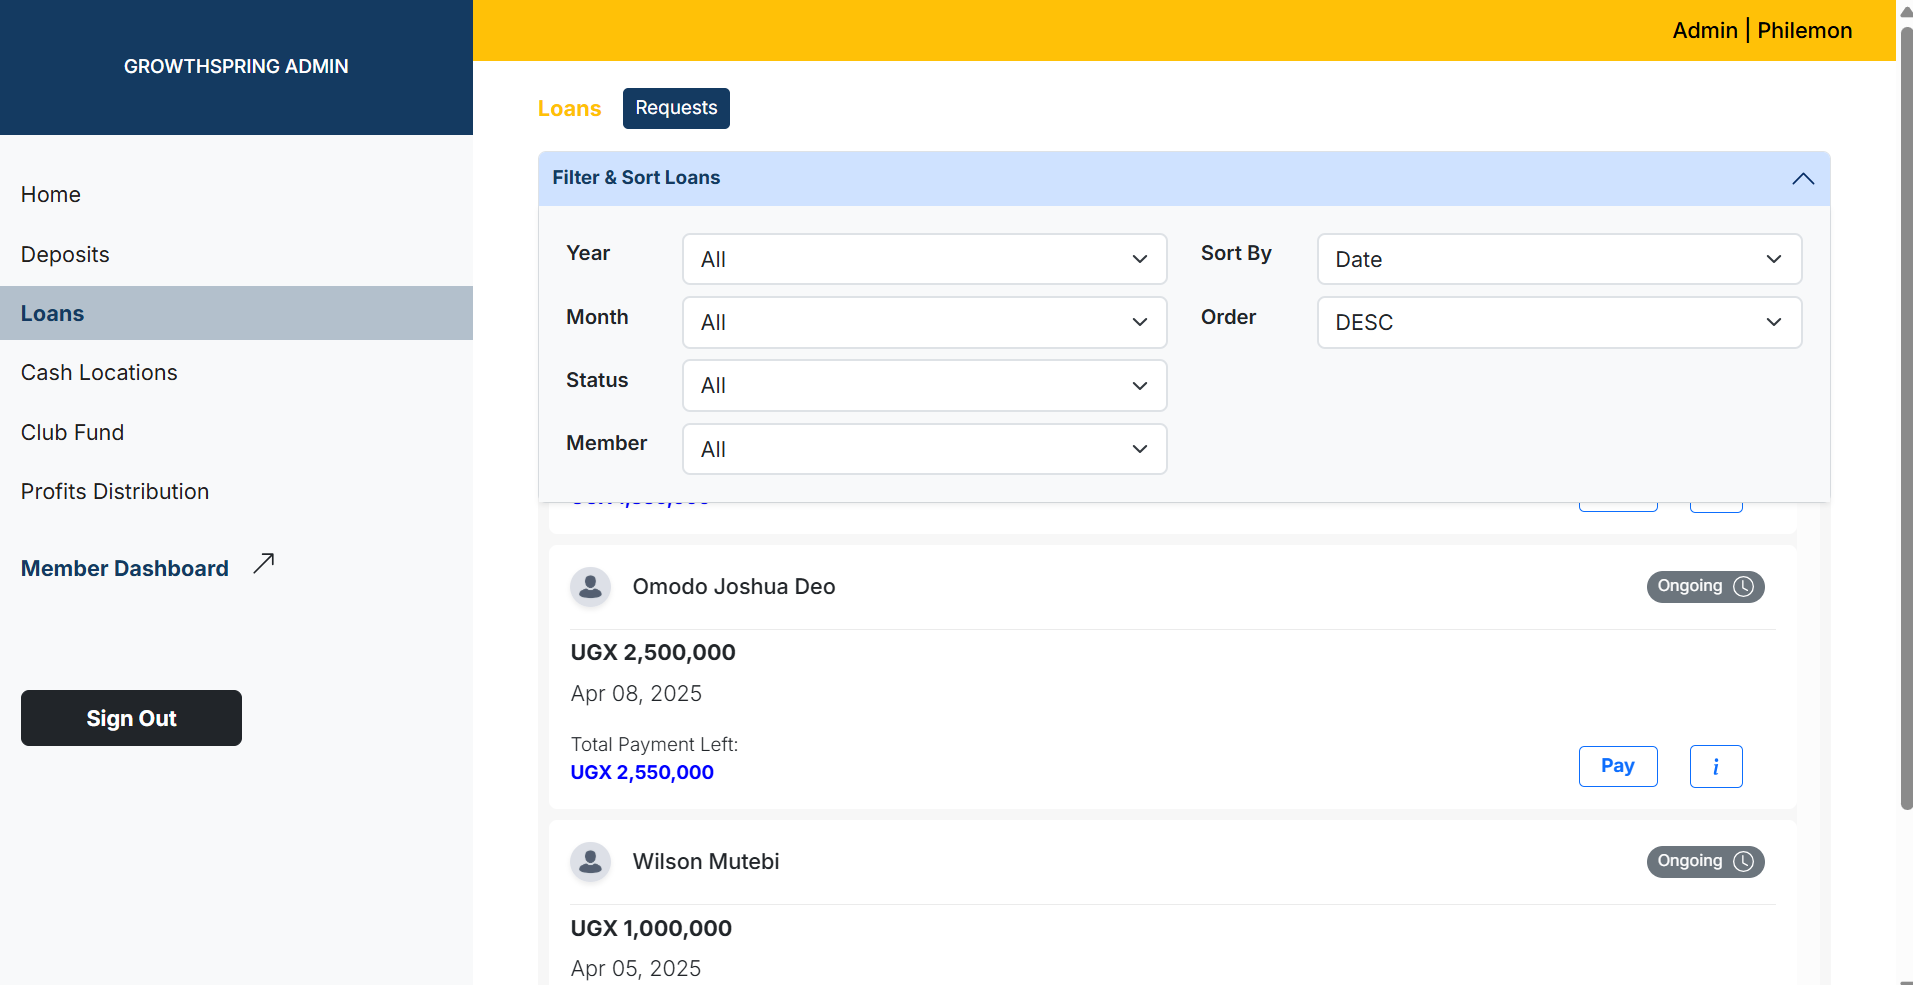 GROWTHSPRING ADMIN
Admin | Philemon
Home
Deposits
Loans
Cash Locations
Club Fund
Profits Distribution
Member Dashboard
Sign Out
Loans
Requests
Filter & Sort Loans
Year
All
Sort By
Date
Month
All
Order
DESC
Status
All
Member
All
Omodo Joshua Deo
Ongoing
UGX 2,500,000
Apr 08, 2025
Total Payment Left:
UGX 2,550,000
Pay
i
Wilson Mutebi
Ongoing
UGX 1,000,000
Apr 05, 2025